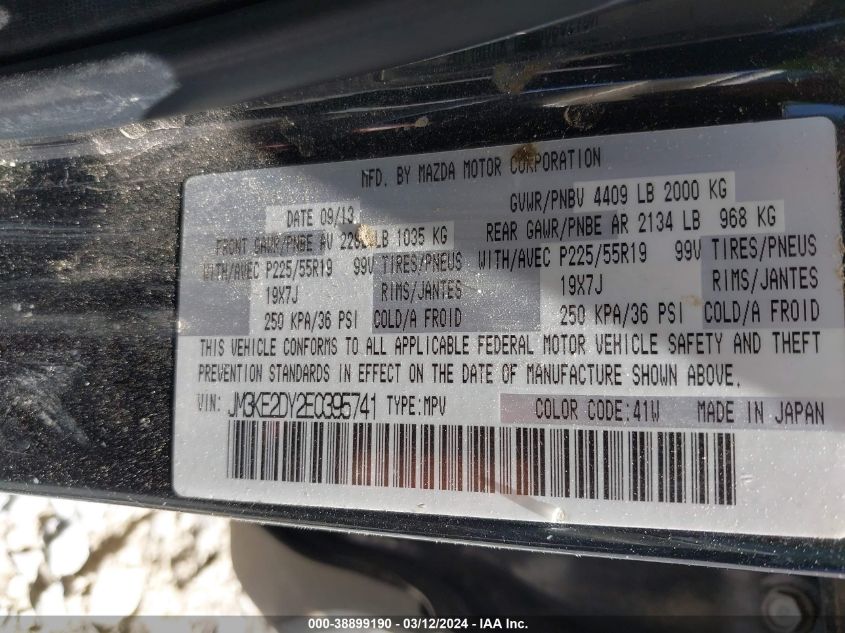 MFD. BY MAZDA MOTOR CORPORATION
DATE 09/13 GVWR/PNBV 4409 LB 2000 KG
FRONT GAWR/PNBE AV LB 1035 KG REAR GAWR/PNBE AR 2134 LB 968 KG
WITH/AVEC P225/55R19 99V TIRES/PNEUS WITH/AVEC P225/55R19 99V TIRES/PNEUS
19X7J RIMS/JANTES 19X7J RIMS/JANTES
250 KPA/36 PSI COLD/A FROID 250 KPA/36 PSI COLD/A FROID
THIS VEHICLE CONFORMS TO ALL APPLICABLE FEDERAL MOTOR VEHICLE SAFETY AND THEFT
PREVENTION STANDARDS IN EFFECT ON THE DATE OF MANUFACTURE SHOWN ABOVE.
VIN: JM3KE2DY2E0395741 TYPE:MPV COLOR CODE:41W MADE IN JAPAN
000-38899190 - 03/12/2024 - IAA Inc.